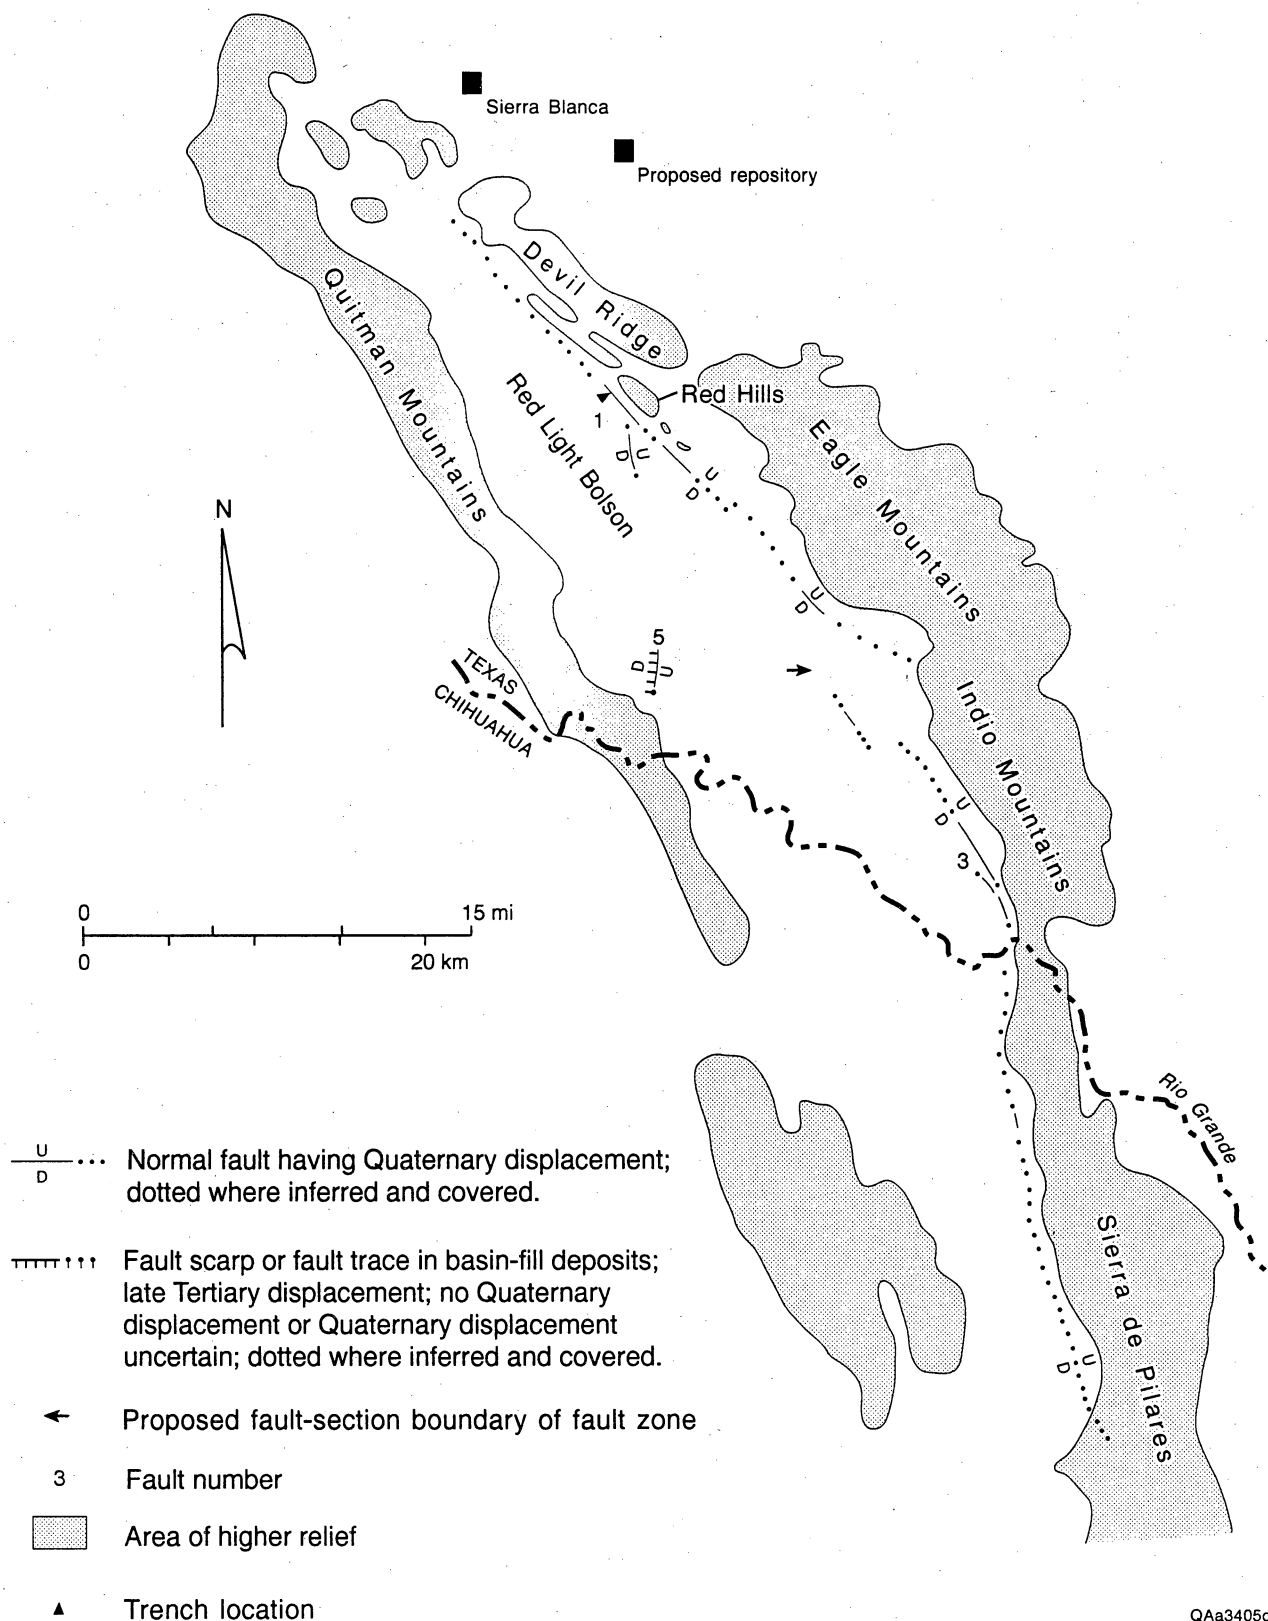 Sierra Blanca
Proposed repository
Devil Ridge
Quitman Mountains
Red Hills
Red Light Bolson
1
U
D
U
D
Eagle Mountains
N
U
D
5
D
U
TEXAS
CHIHUAHUA
Indio Mountains
U
D
3
0 15 mi
0 20 km
Rio Grande
Sierra de Pilares
U
D
U
D
Normal fault having Quaternary displacement;
dotted where inferred and covered.
Fault scarp or fault trace in basin-fill deposits;
late Tertiary displacement; no Quaternary
displacement or Quaternary displacement
uncertain; dotted where inferred and covered.
Proposed fault-section boundary of fault zone
3 Fault number
Area of higher relief
Trench location
QAa3405c